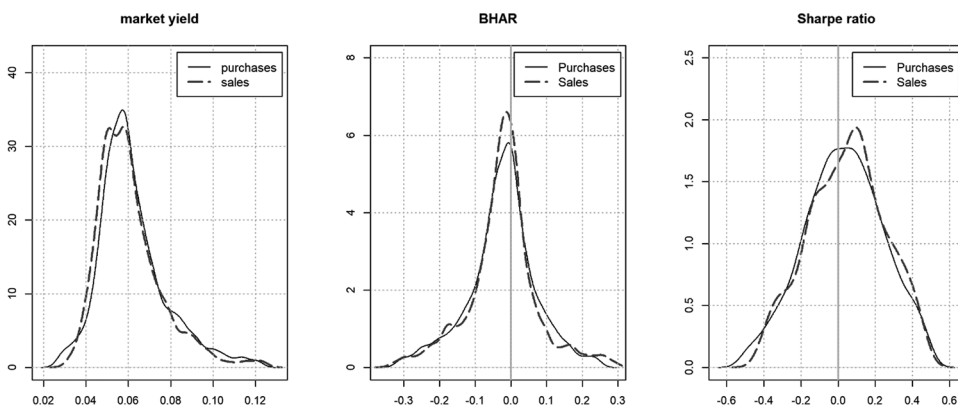 market yield
purchases
sales
40
30
20
10
0
0.02 0.04 0.06 0.08 0.10 0.12
BHAR
Purchases
Sales
8
6
4
2
0
-0.3 -0.2 -0.1 0.0 0.1 0.2 0.3
Sharpe ratio
Purchases
Sales
2.5
2.0
1.5
1.0
0.5
0.0
-0.6 -0.4 -0.2 0.0 0.2 0.4 0.6